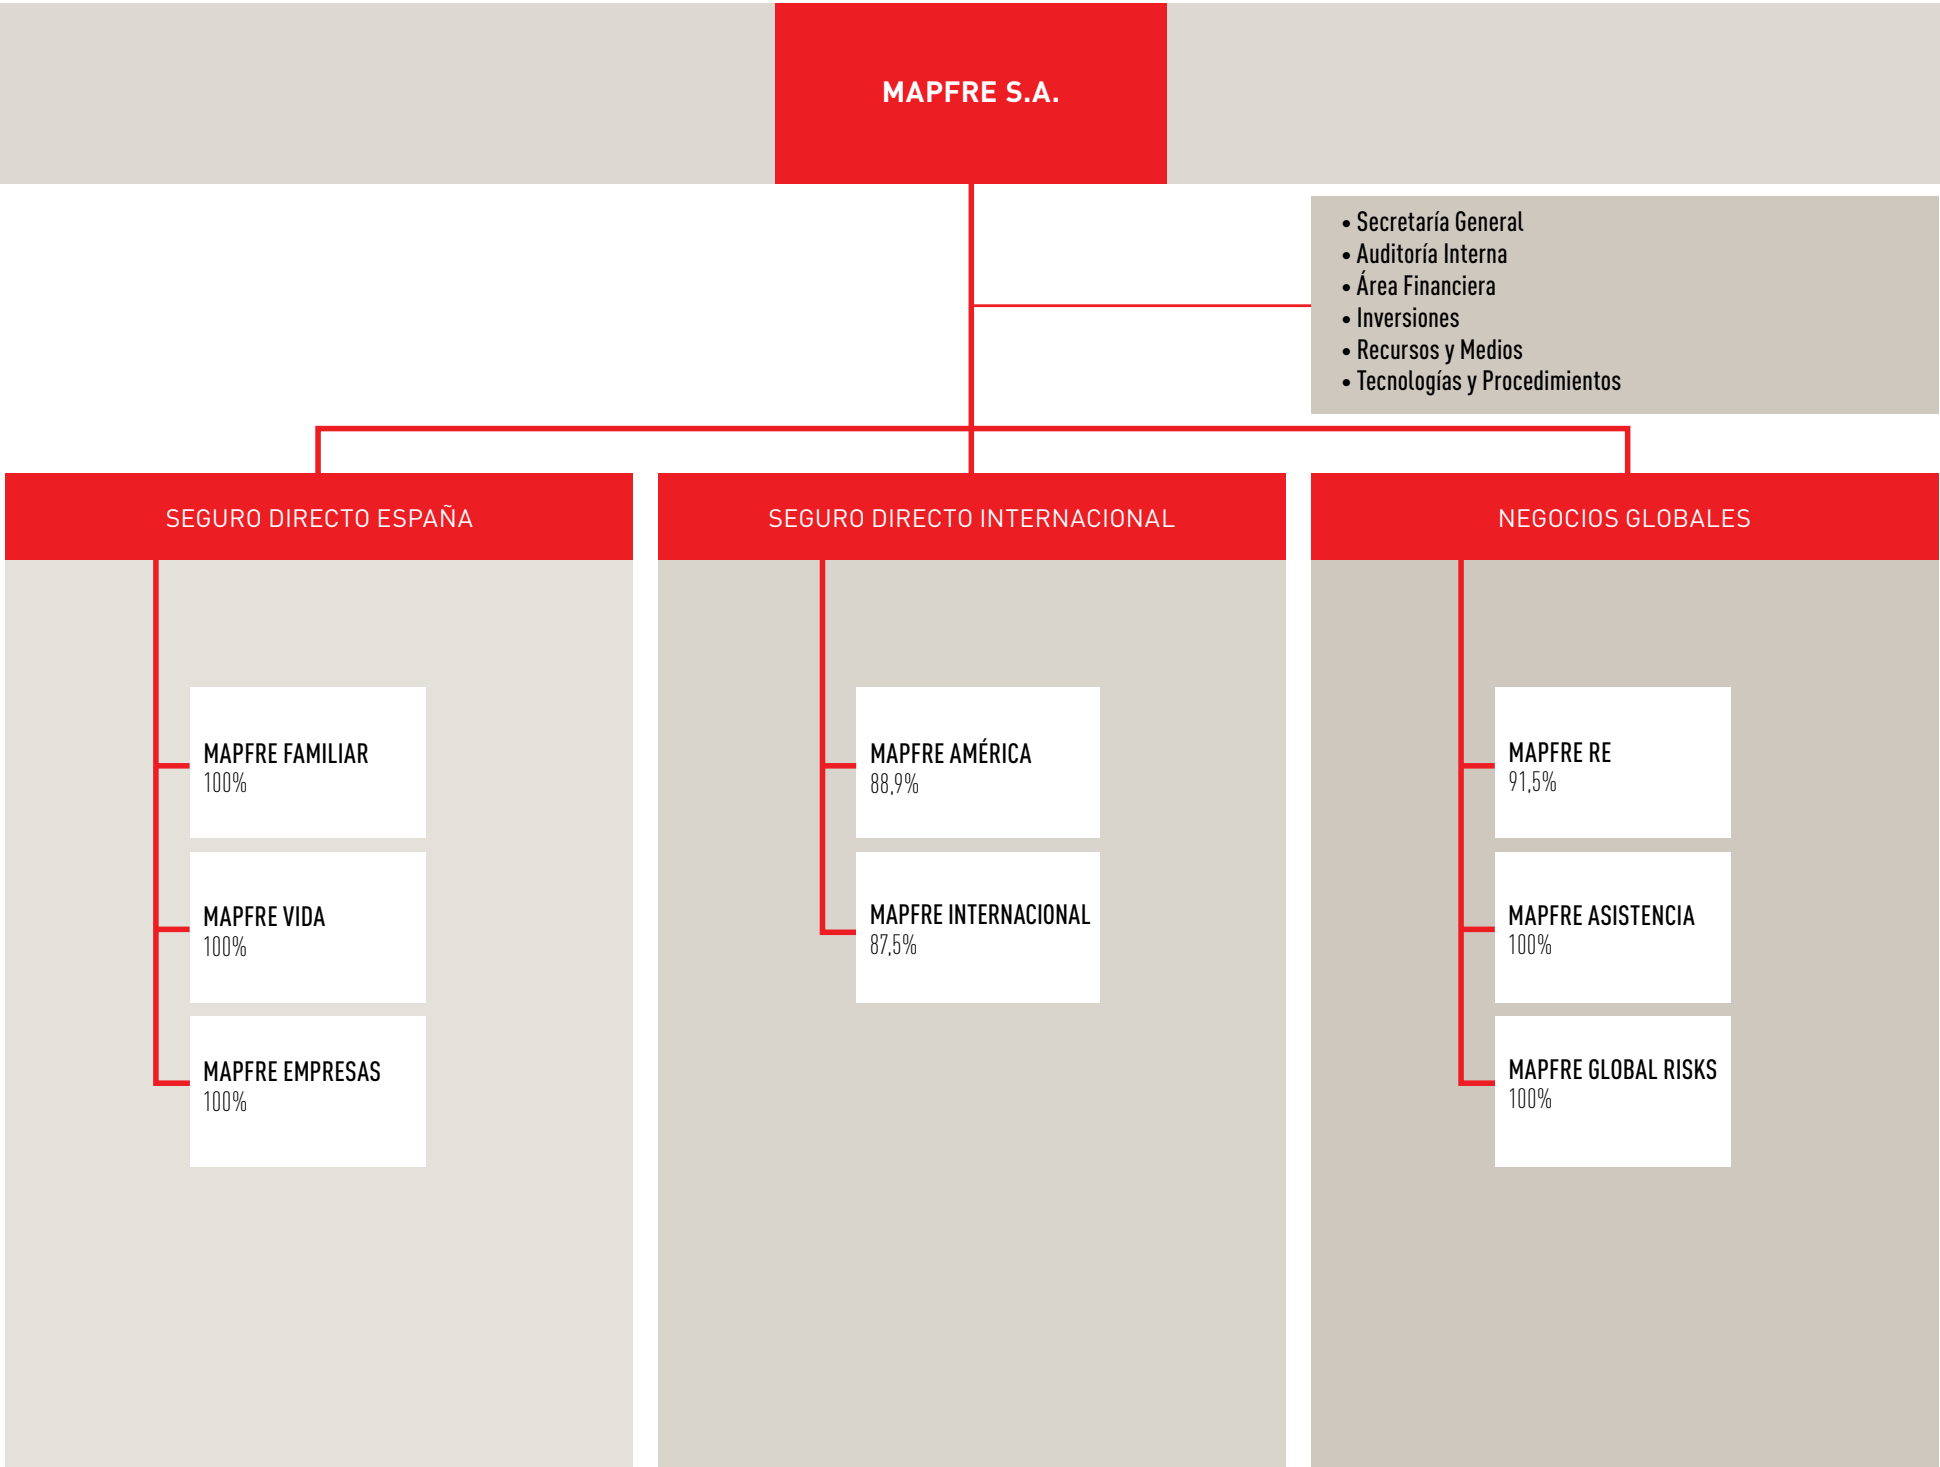 MAPFRE S.A.
• Secretaría General
• Auditoría Interna
• Área Financiera
• Inversiones
• Recursos y Medios
• Tecnologías y Procedimientos
SEGURO DIRECTO ESPAÑA
MAPFRE FAMILIAR
100%
MAPFRE VIDA
100%
MAPFRE EMPRESAS
100%
SEGURO DIRECTO INTERNACIONAL
MAPFRE AMÉRICA
88,9%
MAPFRE INTERNACIONAL
87,5%
NEGOCIOS GLOBALES
MAPFRE RE
91,5%
MAPFRE ASISTENCIA
100%
MAPFRE GLOBAL RISKS
100%